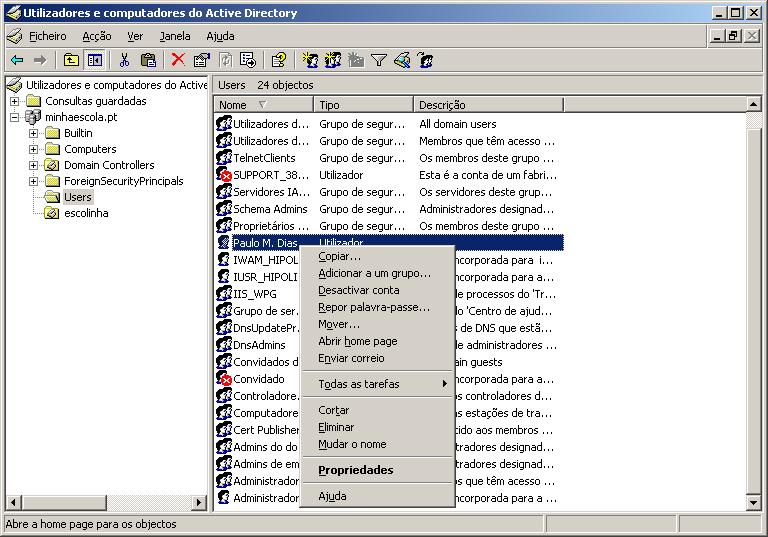 Utilizadores e computadores do Active Directory
Ficheiro Acção Ver Janela Ajuda
Utilizadores e computadores do Active
Consultas guardadas
minhaescola.pt
Builtin
Computers
Domain Controllers
ForeignSecurityPrincipals
Users
escolinha
Users 24 objectos
Nome Tipo Descrição
Utilizadores d... Grupo de segur... All domain users
Utilizadores d... Grupo de segur... Membros que têm acesso ...
TelnetClients Grupo de segur... Os membros deste grupo ...
SUPPORT_38... Utilizador Esta é a conta de um fabri...
Servidores IA... Grupo de segur... Os servidores deste grup...
Schema Admins Grupo de segur... Administradores designad...
Proprietários ... Grupo de segur... Os membros deste grupo ...
Paulo M. Dias Utilizador
IWAM_HIPOL ncorporada para i...
IUSR_HIPOLI ncorporada para a...
IIS_WPG de processos do 'Tr...
Grupo de ser... do 'Centro de ajud...
DnsUpdatePr... s de DNS que estã...
DnsAdmins de administradores ...
Convidados d main guests
Convidado ncorporada para a...
Controladore. s controladores d...
Computadore as estações de tra...
Cert Publisher cido aos membros ...
Admins do do tradores designad...
Admins de em tradores designad...
Administrador ue têm acesso ...
Administrador ncorporada para a ...
Copiar...
Adicionar a um grupo...
Desactivar conta
Repor palavra-passe...
Mover...
Abrir home page
Enviar correio
Todas as tarefas
Cortar
Eliminar
Mudar o nome
Propriedades
Ajuda
Abre a home page para os objectos